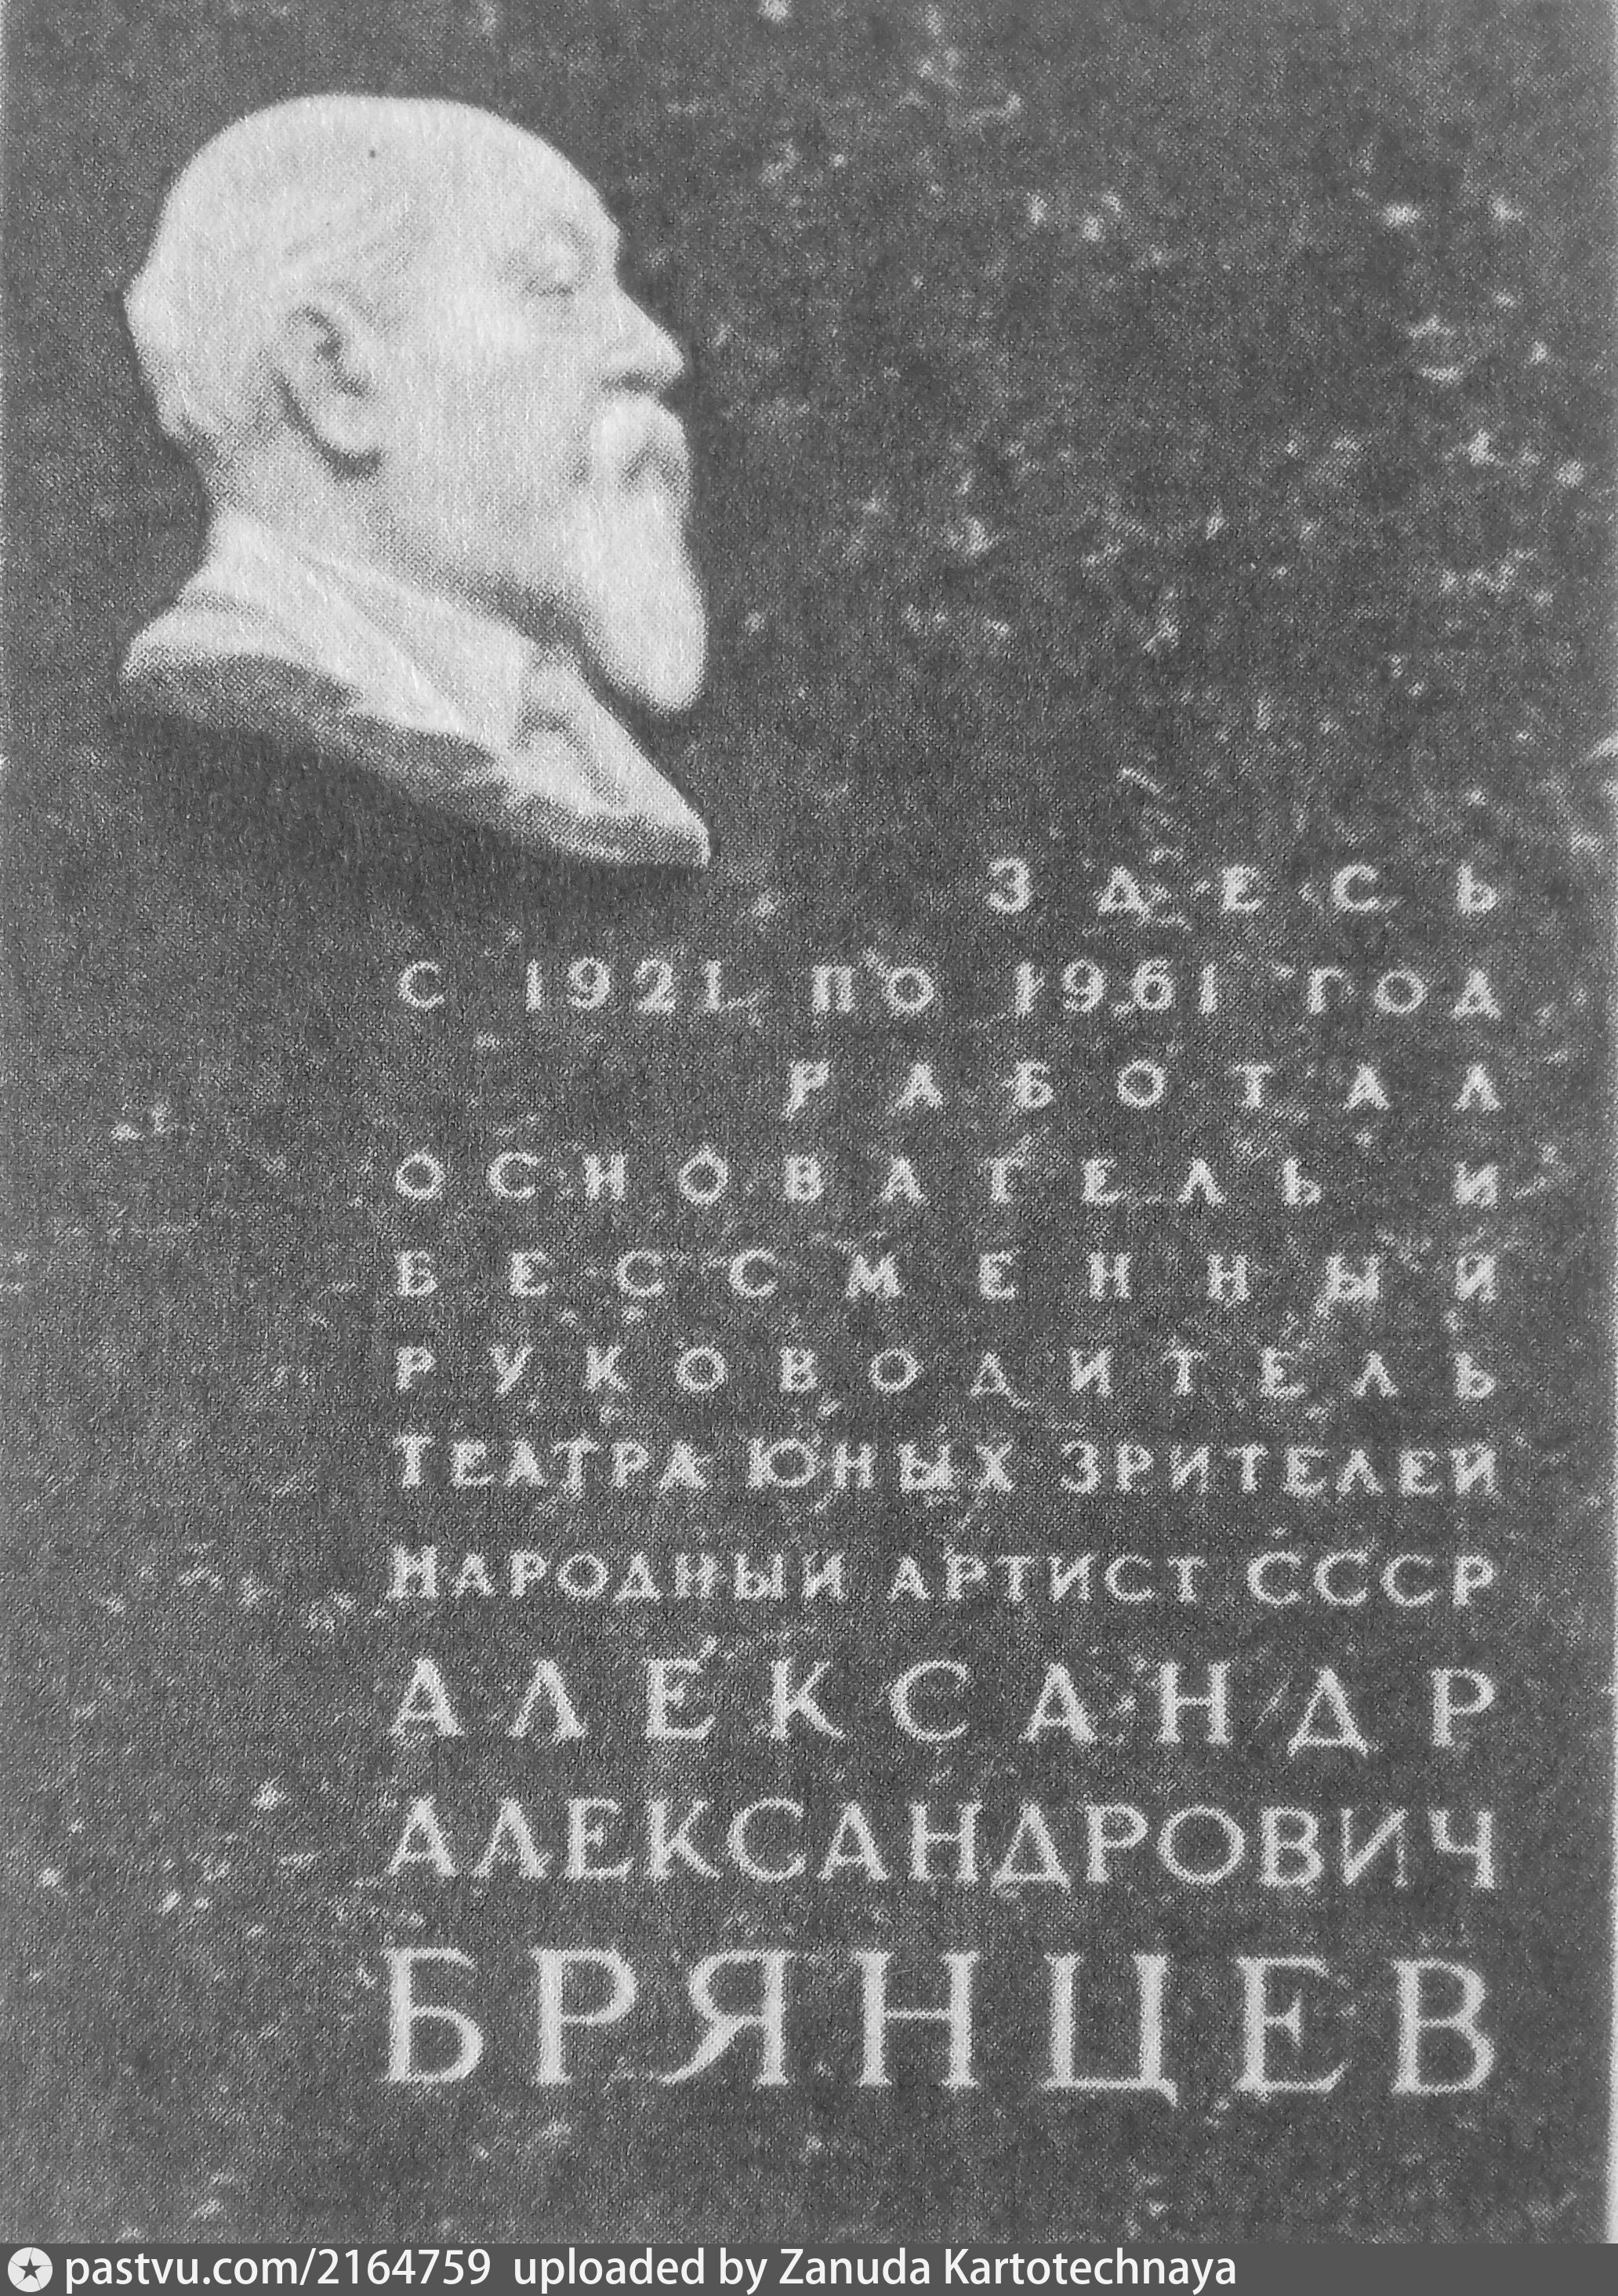 ЗДЕСЬ
С 1921 ПО 1961 ГОД
РАБОТАЛ
ОСНОВАТЕЛЬ И
БЕССМЕННЫЙ
РУКОВОДИТЕЛЬ
ТЕАТРА ЮНЫХ ЗРИТЕЛЕЙ
НАРОДНЫЙ АРТИСТ СССР
АЛЕКСАНДР
АЛЕКСАНДРОВИЧ
БРЯНЦЕВ
pastvu.com/2164759 uploaded by Zanuda Kartotechnaya